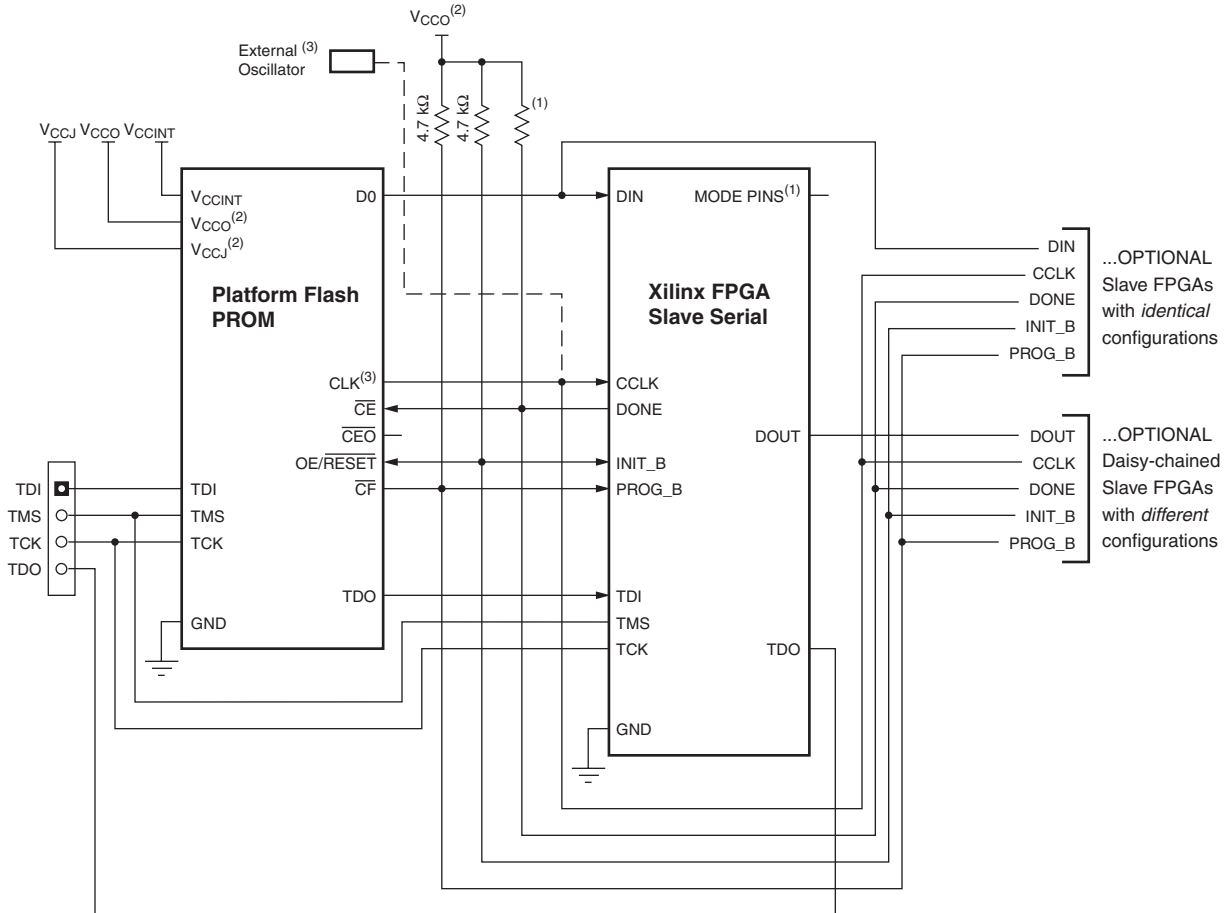 VCCO(2)
External (3)
Oscillator
4.7 kΩ
4.7 kΩ
(1)
VCCJ VCCO VCCINT
VCCINT
VCCO(2)
VCCJ(2)
D0
Platform Flash
PROM
CLK(3)
CE
CEO
OE/RESET
CF
TDI
TMS
TCK
TDO
GND
TDI
TMS
TCK
TDO
DIN
MODE PINS(1)
Xilinx FPGA
Slave Serial
CCLK
DONE
DOUT
INIT_B
PROG_B
TDI
TMS
TCK
TDO
GND
DIN
CCLK
DONE
INIT_B
PROG_B
...OPTIONAL
Slave FPGAs
with identical
configurations
DOUT
CCLK
DONE
INIT_B
PROG_B
...OPTIONAL
Daisy-chained
Slave FPGAs
with different
configurations